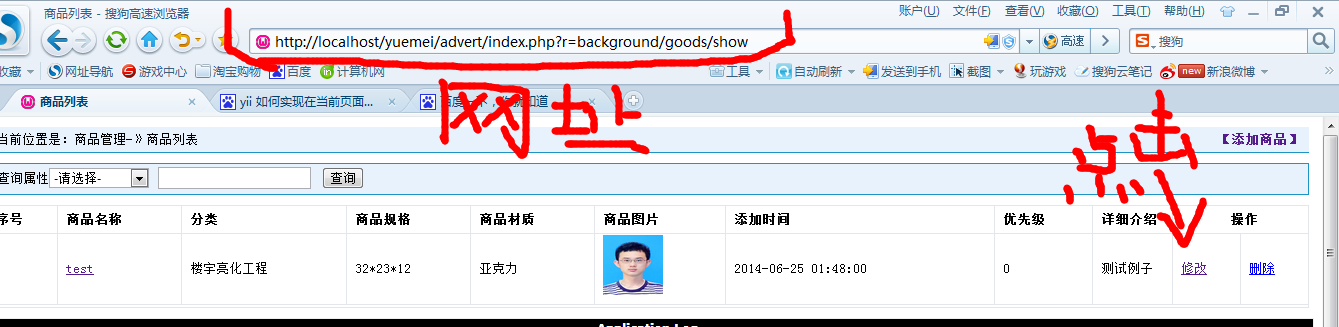 商品列表 - 搜狗高速浏览器
账户(U) 文件(F) 查看(V) 收藏(O) 工具(T) 帮助(H)
http://localhost/yuemei/advert/index.php?r=background/goods/show
高速
搜狗
收藏 网址导航 游戏中心 淘宝购物 百度 计算机网 工具 自动刷新 发送到手机 截图 玩游戏 搜狗云笔记 new 新浪微博
商品列表 yii 如何实现在当前页面...
网址
点击
当前位置是：商品管理-》商品列表 【添加商品】
查询属性 -请选择- 查询
序号 商品名称 分类 商品规格 商品材质 商品图片 添加时间 优先级 详细介绍 操作
test 楼宇亮化工程 32*23*12 亚克力 2014-06-25 01:48:00 0 测试例子 修改 删除
Application Log